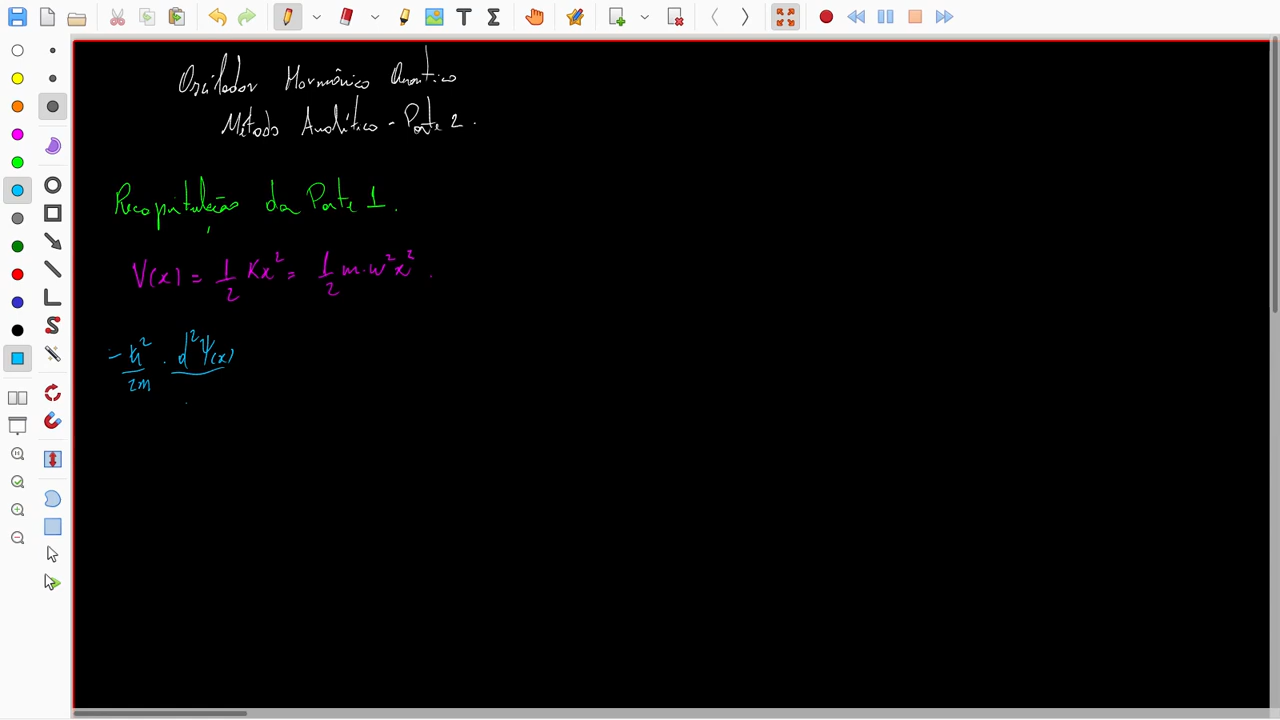 Oscilador Harmônico Quântico
Método Analítico - Parte 2.
Recapitulação da Parte 1.
V(x) = 1/2 Kx² = 1/2 m·w²x².
-ħ²/2m · d²Ψ(x)